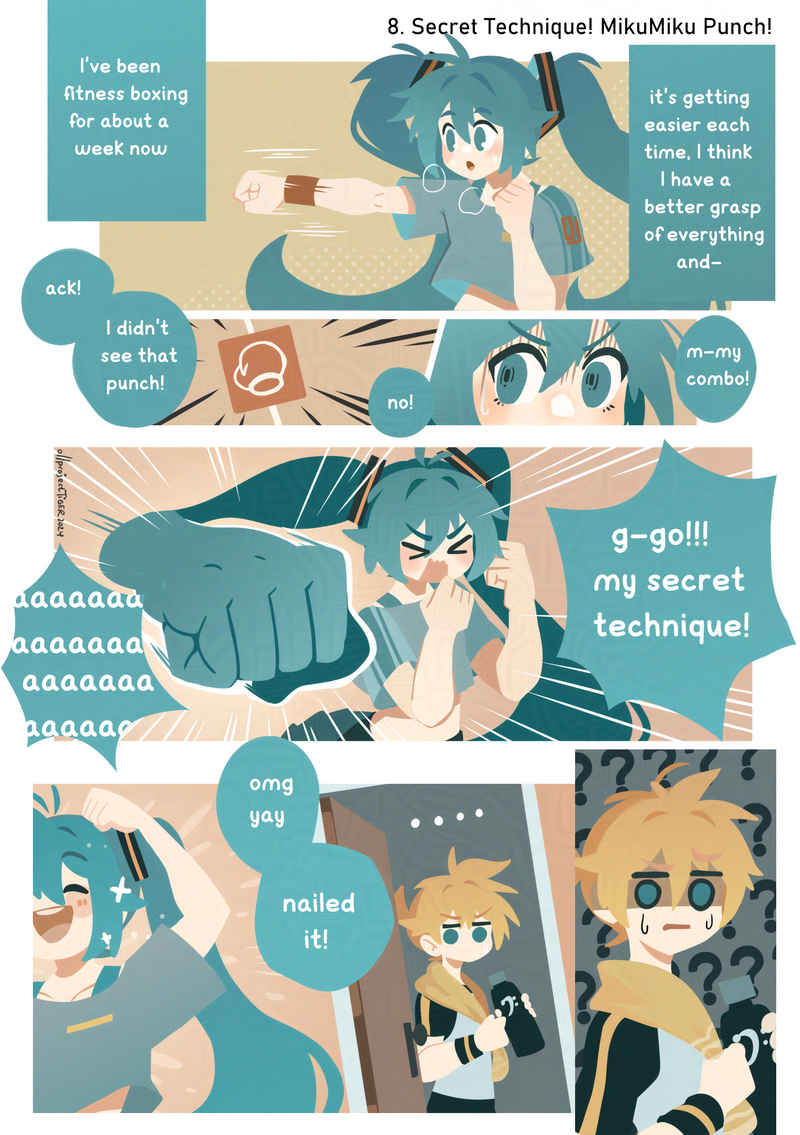 8. Secret Technique! MikuMiku Punch!
I've been
fitness boxing
for about a
week now
it's getting
easier each
time, I think
I have a
better grasp
of everything
and–
ack!
I didn't
see that
punch!
no!
m-my
combo!
ollprojectTiGER 2024
g-go!!!
my secret
technique!
aaaaaaa
aaaaaaa
aaaaaaa
aaaaaaa
omg
yay
nailed
it!
....
? ? ? ? ? ? ? ? ? ?